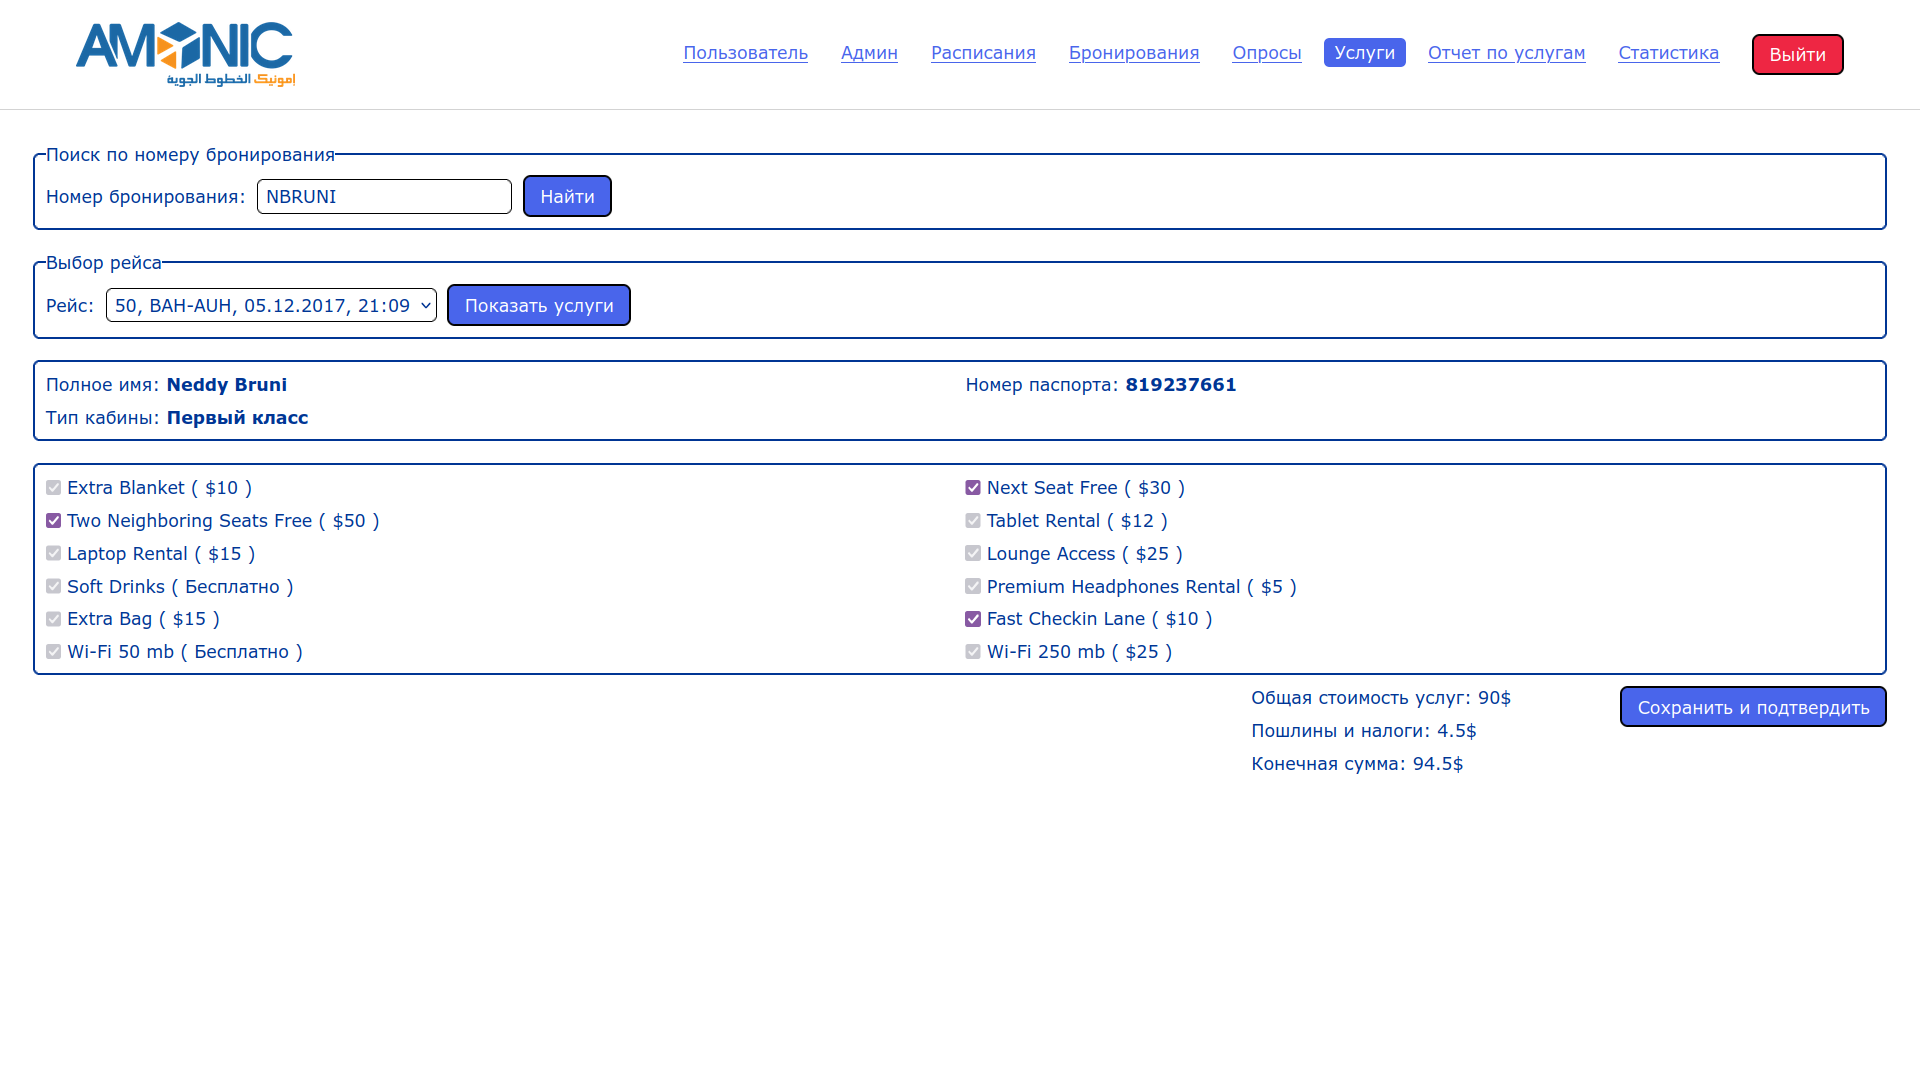 AMONIC
امونيك الخطوط الجوية
Пользователь Админ Расписания Бронирования Опросы Услуги Отчет по услугам Статистика Выйти
Поиск по номеру бронирования
Номер бронирования: NBRUNI Найти
Выбор рейса
Рейс: 50, BAH-AUH, 05.12.2017, 21:09 Показать услуги
Полное имя: Neddy Bruni Номер паспорта: 819237661
Тип кабины: Первый класс
Extra Blanket ( $10 ) Next Seat Free ( $30 )
Two Neighboring Seats Free ( $50 ) Tablet Rental ( $12 )
Laptop Rental ( $15 ) Lounge Access ( $25 )
Soft Drinks ( Бесплатно ) Premium Headphones Rental ( $5 )
Extra Bag ( $15 ) Fast Checkin Lane ( $10 )
Wi-Fi 50 mb ( Бесплатно ) Wi-Fi 250 mb ( $25 )
Общая стоимость услуг: 90$ Сохранить и подтвердить
Пошлины и налоги: 4.5$
Конечная сумма: 94.5$